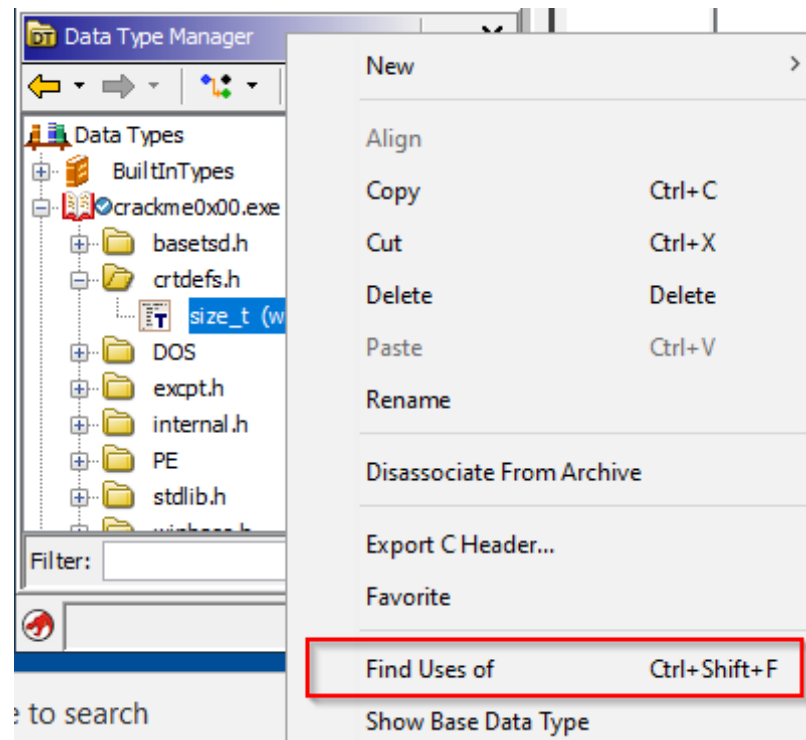 Data Type Manager
Data Types
BuiltInTypes
crackme0x00.exe
basetsd.h
crtdefs.h
size_t (w
DOS
excpt.h
internal.h
PE
stdlib.h
Filter:
e to search
New
Align
Copy Ctrl+C
Cut Ctrl+X
Delete Delete
Paste Ctrl+V
Rename
Disassociate From Archive
Export C Header...
Favorite
Find Uses of Ctrl+Shift+F
Show Base Data Type